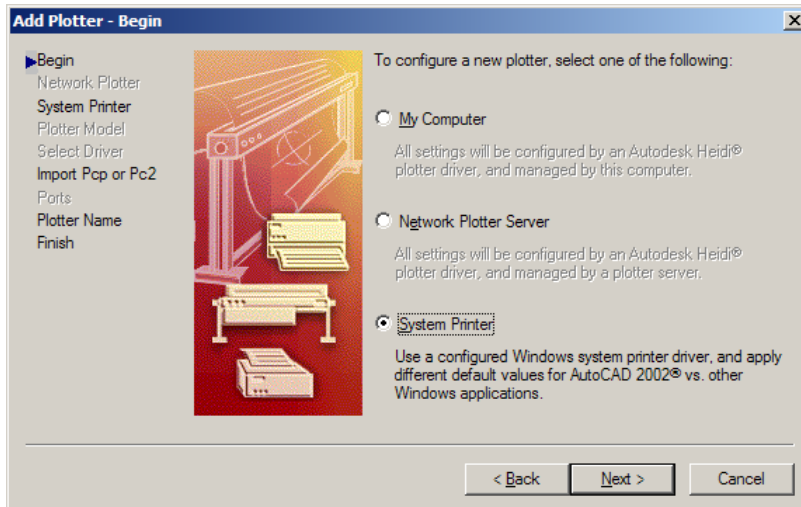 Add Plotter - Begin
Begin
Network Plotter
System Printer
Plotter Model
Select Driver
Import Pcp or Pc2
Ports
Plotter Name
Finish
To configure a new plotter, select one of the following:
My Computer
All settings will be configured by an Autodesk Heidi®
plotter driver, and managed by this computer.
Network Plotter Server
All settings will be configured by an Autodesk Heidi®
plotter driver, and managed by a plotter server.
System Printer
Use a configured Windows system printer driver, and apply
different default values for AutoCAD 2002® vs. other
Windows applications.
< Back
Next >
Cancel